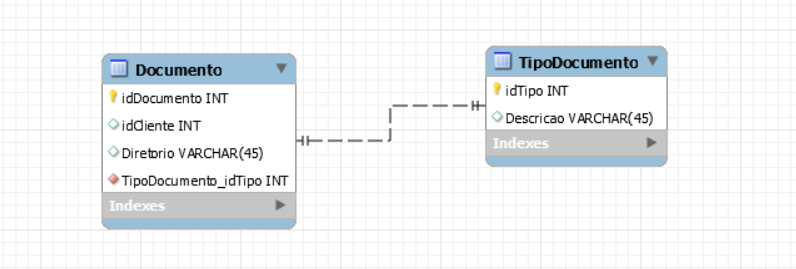 Documento
idDocumento INT
idCliente INT
Diretorio VARCHAR(45)
TipoDocumento_idTipo INT
Indexes
TipoDocumento
idTipo INT
Descricao VARCHAR(45)
Indexes